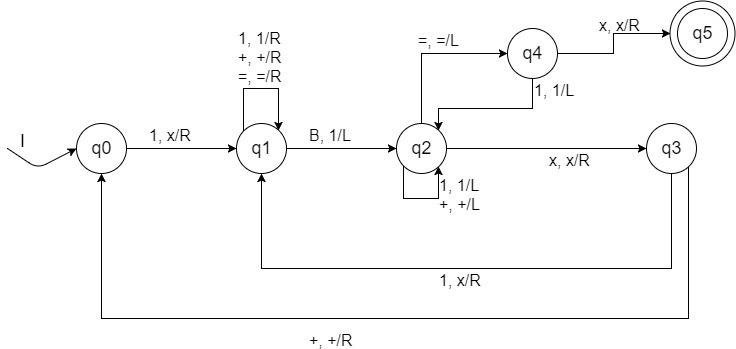 x, x/R
q5
1, 1/R
+, +/R
=, =/R
=, =/L
q4
1, 1/L
I
q0
1, x/R
q1
B, 1/L
q2
x, x/R
q3
1, 1/L
+, +/L
1, x/R
+, +/R